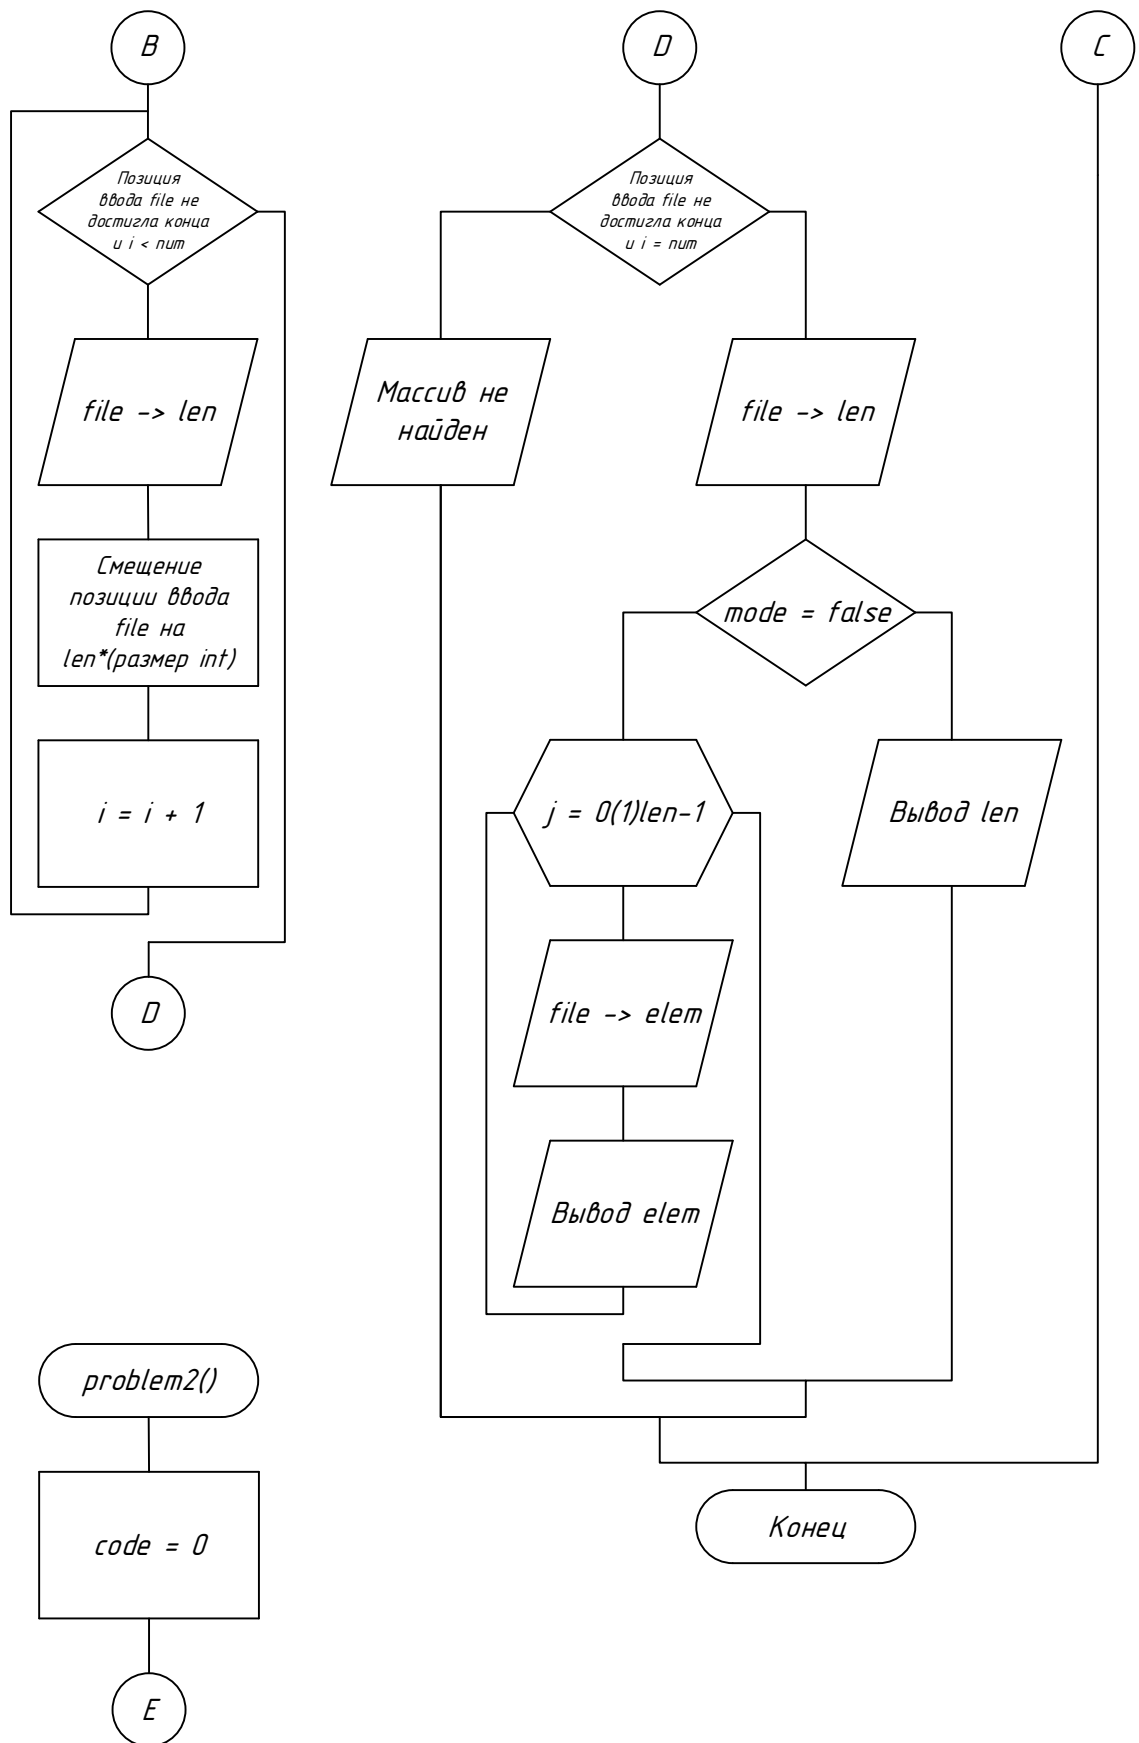 B
Позиция
ввода file не
достигла конца
и i < num
file -> len
Смещение
позиции ввода
file на
len*(размер int)
i = i + 1
D
problem2()
code = 0
E
D
Позиция
ввода file не
достигла конца
и i = num
Массив не
найден
file -> len
mode = false
j = 0(1)len-1
Вывод len
file -> elem
Вывод elem
Конец
C